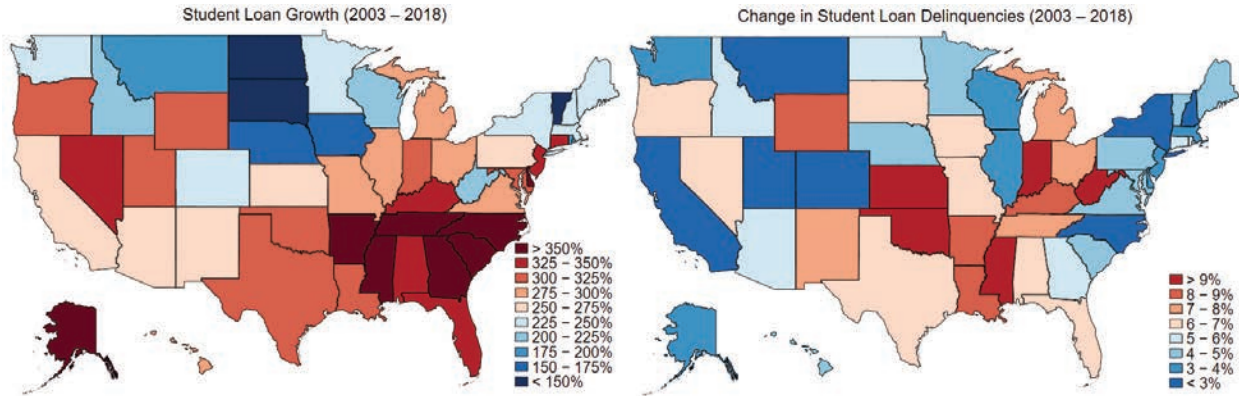 Student Loan Growth (2003 – 2018)
> 350%
325 – 350%
300 – 325%
275 – 300%
250 – 275%
225 – 250%
200 – 225%
175 – 200%
150 – 175%
< 150%
Change in Student Loan Delinquencies (2003 – 2018)
> 9%
8 – 9%
7 – 8%
6 – 7%
5 – 6%
4 – 5%
3 – 4%
< 3%